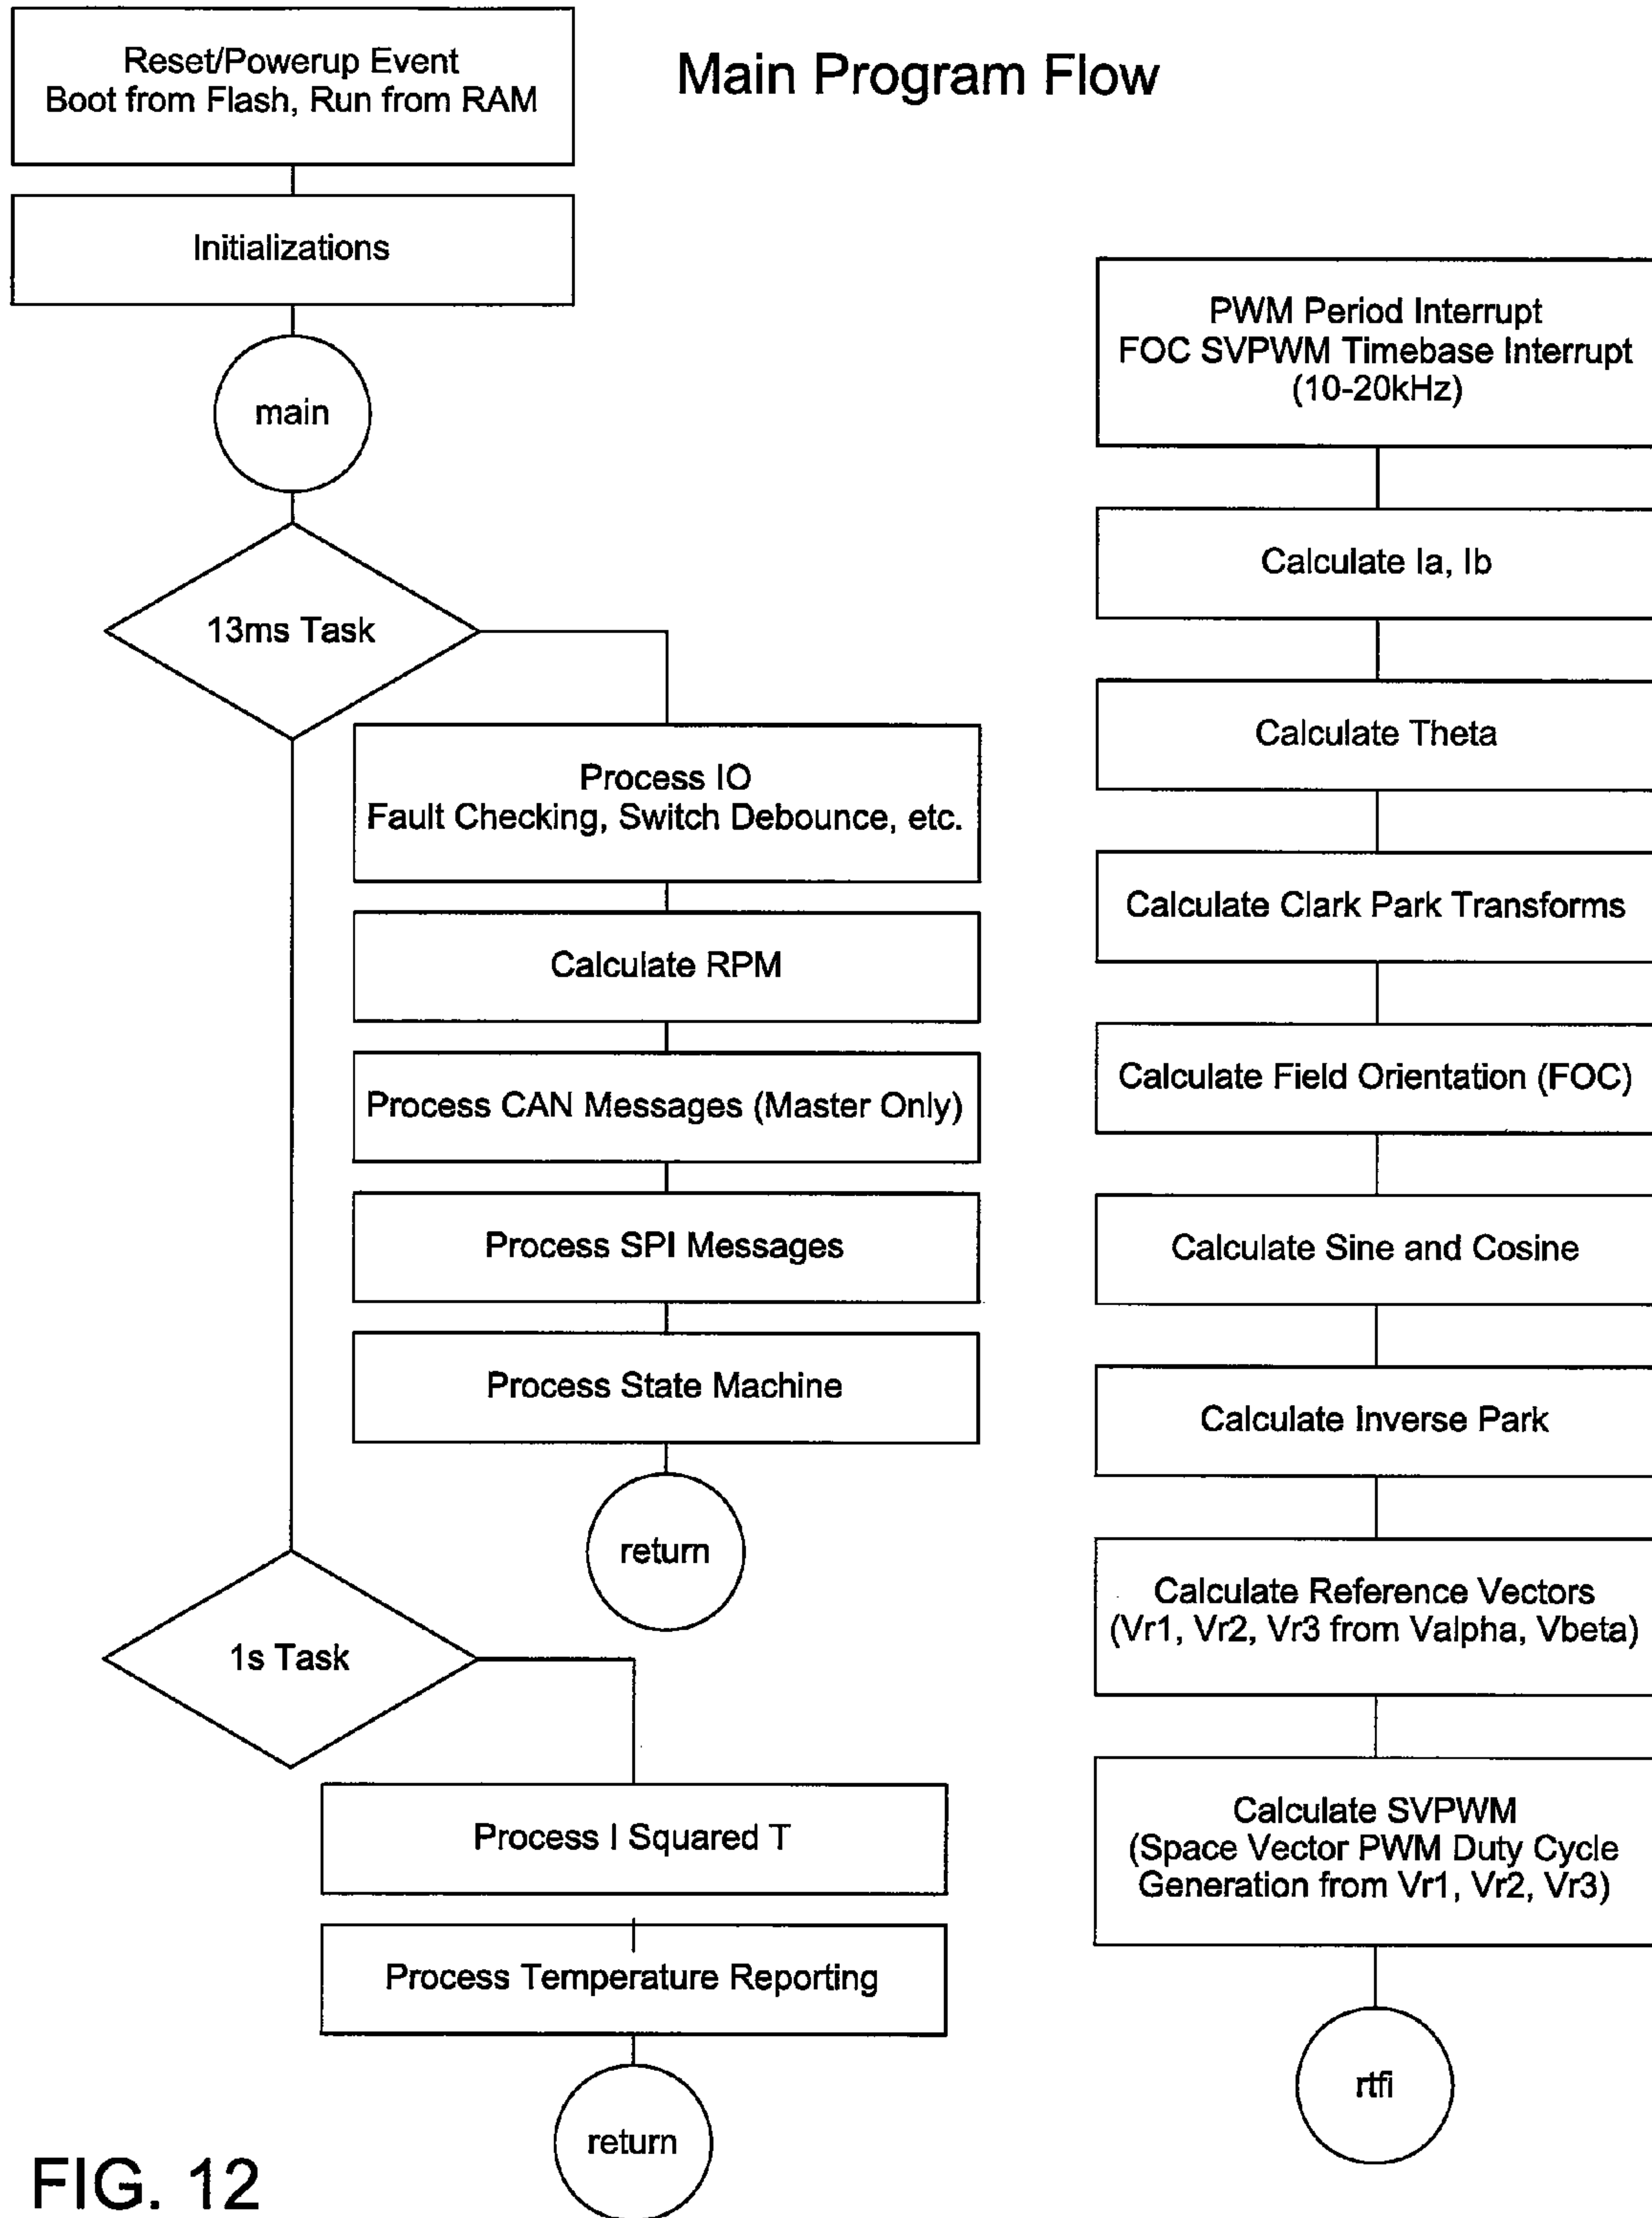 Main Program Flow
Reset/Powerup Event
Boot from Flash, Run from RAM
Initializations
main
13ms Task
Process IO
Fault Checking, Switch Debounce, etc.
Calculate RPM
Process CAN Messages (Master Only)
Process SPI Messages
Process State Machine
return
1s Task
Process I Squared T
Process Temperature Reporting
return
PWM Period Interrupt
FOC SVPWM Timebase Interrupt
(10-20kHz)
Calculate Ia, Ib
Calculate Theta
Calculate Clark Park Transforms
Calculate Field Orientation (FOC)
Calculate Sine and Cosine
Calculate Inverse Park
Calculate Reference Vectors
(Vr1, Vr2, Vr3 from Valpha, Vbeta)
Calculate SVPWM
(Space Vector PWM Duty Cycle
Generation from Vr1, Vr2, Vr3)
rtfi
FIG. 12